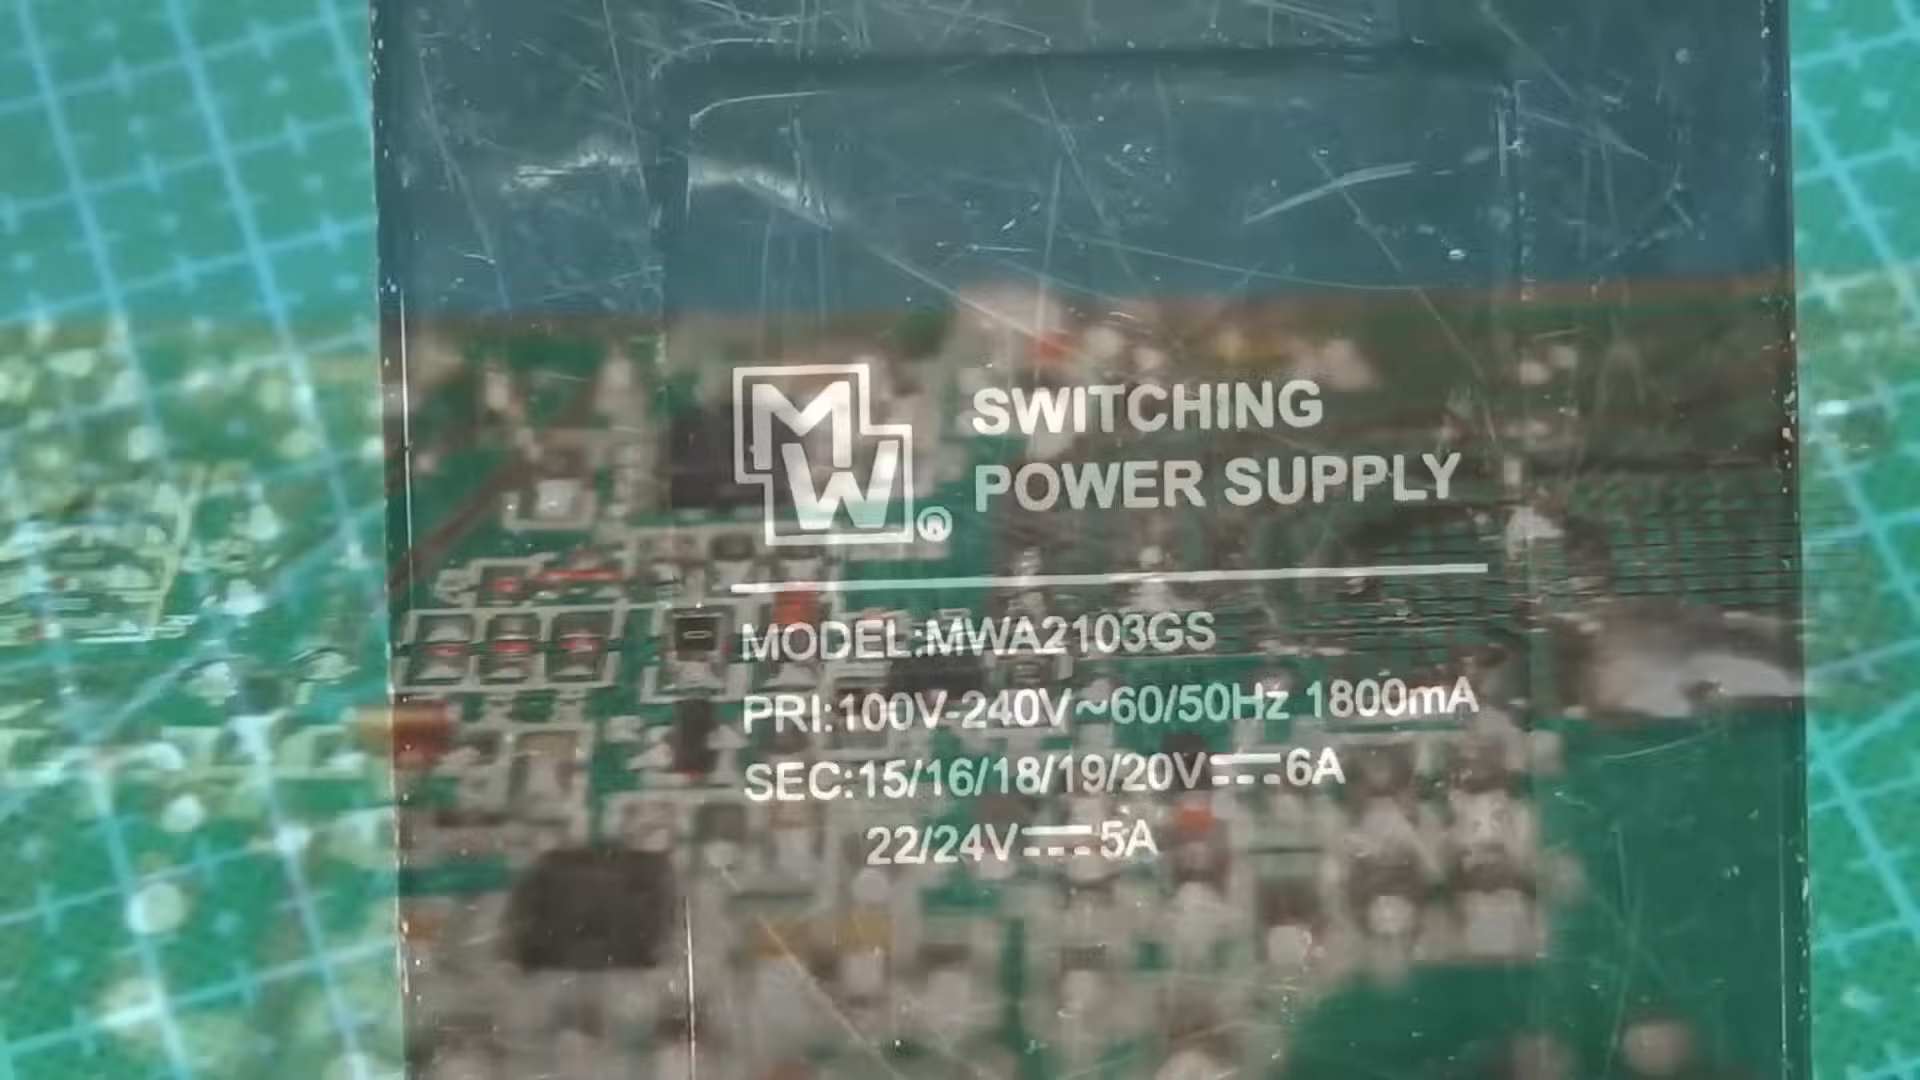 MW®
SWITCHING
POWER SUPPLY
MODEL:MWA2103GS
PRI:100V-240V~60/50Hz 1800mA
SEC:15/16/18/19/20V⎓6A
22/24V⎓5A